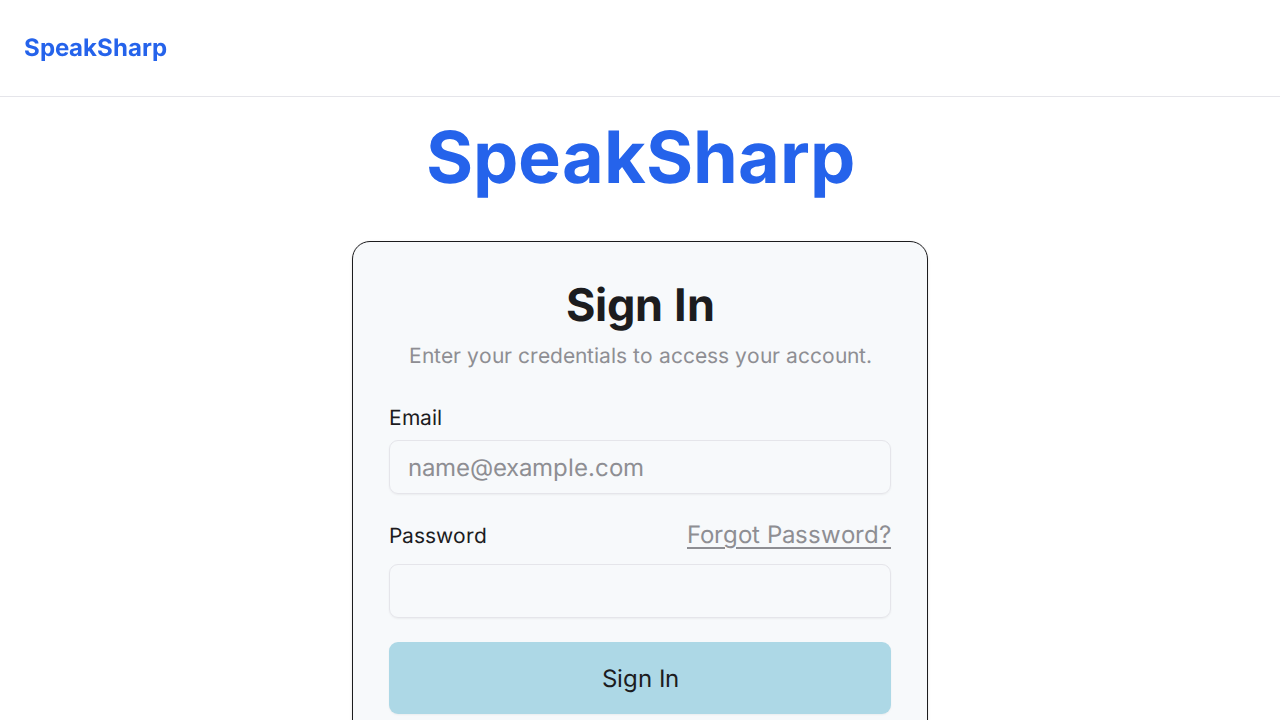 SpeakSharp
SpeakSharp
Sign In
Enter your credentials to access your account.
Email
name@example.com
Password
Forgot Password?
Sign In